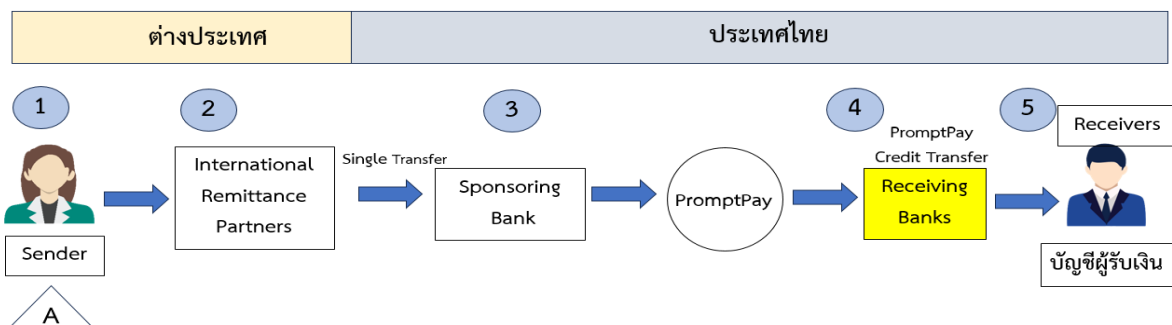 ต่างประเทศ
ประเทศไทย
1
2
3
4
5
Sender
A
International
Remittance
Partners
Single Transfer
Sponsoring
Bank
PromptPay
PromptPay
Credit Transfer
Receiving
Banks
Receivers
บัญชีผู้รับเงิน